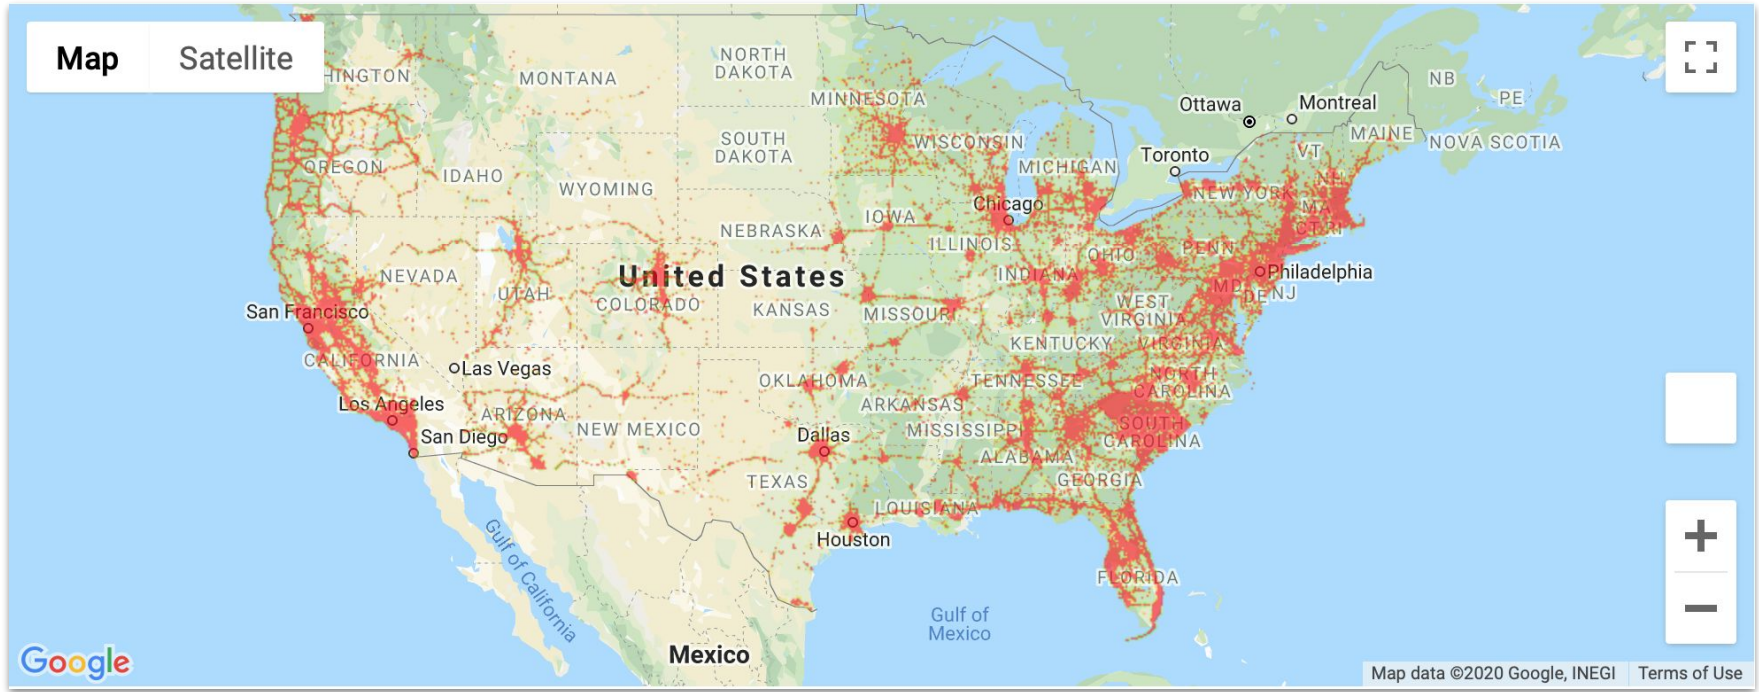 Map
Satellite
HINGTON
MONTANA
NORTH
DAKOTA
MINNESOTA
Ottawa
Montreal
NB
PE
MAINE
NOVA SCOTIA
VT
SOUTH
DAKOTA
WISCONSIN
MICHIGAN
Toronto
OREGON
IDAHO
WYOMING
NEW YORK
NH
MA
CT
RI
Chicago
IOWA
NEBRASKA
ILLINOIS
OHIO
PENN
NEVADA
United States
INDIANA
Philadelphia
MD
DE
NJ
UTAH
COLORADO
KANSAS
MISSOURI
WEST
VIRGINIA
San Francisco
KENTUCKY
VIRGINIA
CALIFORNIA
Las Vegas
OKLAHOMA
TENNESSEE
NORTH
CAROLINA
Los Angeles
ARIZONA
NEW MEXICO
ARKANSAS
MISSISSIPPI
SOUTH
CAROLINA
San Diego
Dallas
ALABAMA
TEXAS
GEORGIA
LOUISIANA
Houston
Gulf of California
FLORIDA
Gulf of
Mexico
Mexico
Google
Map data ©2020 Google, INEGI
Terms of Use